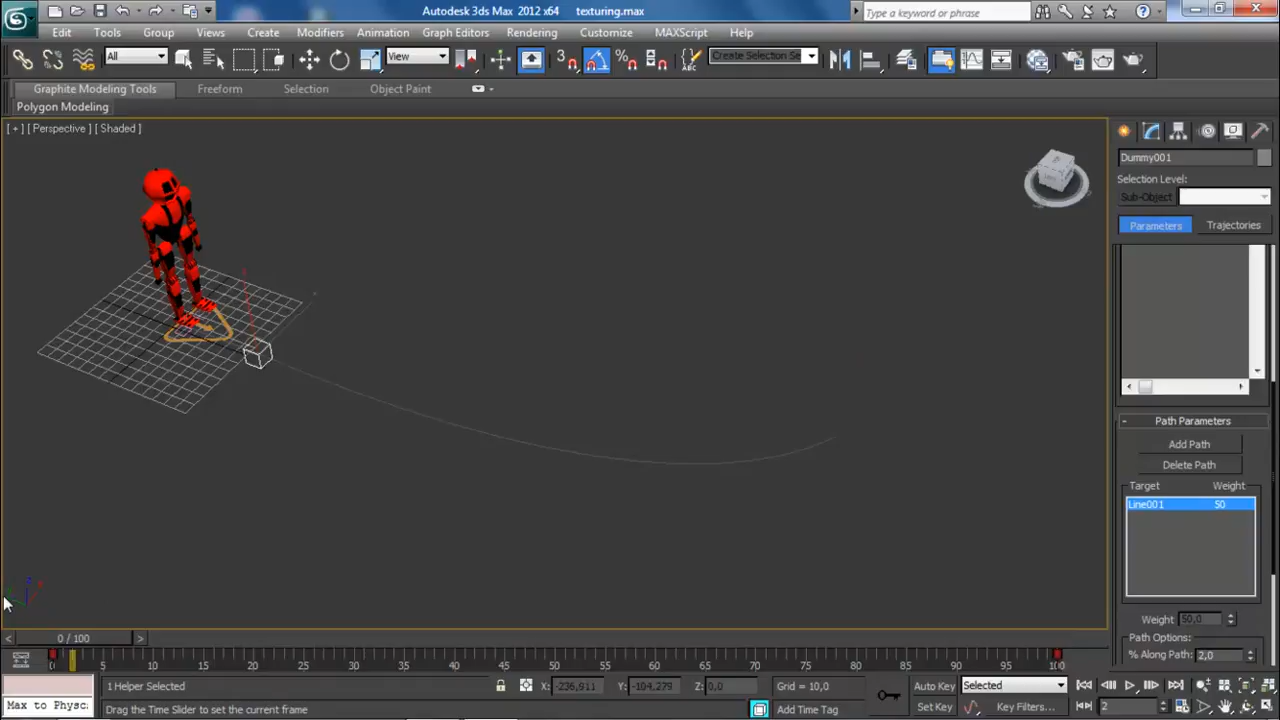 Autodesk 3ds Max 2012 x64 texturing.max
Type a keyword or phrase
Edit Tools Group Views Create Modifiers Animation Graph Editors Rendering Customize MAXScript Help
All View 3 Create Selection Se
Graphite Modeling Tools Freeform Selection Object Paint
Polygon Modeling
[ + ] [ Perspective ] [ Shaded ]
Dummy001
Selection Level:
Sub-Object
Parameters Trajectories
- Path Parameters
Add Path
Delete Path
Target Weight
Line001 50
Weight 50,0
Path Options:
% Along Path: 2,0
< 0 / 100 >
0 5 10 15 20 25 30 35 40 45 50 55 60 65 70 75 80 85 90 95 100
1 Helper Selected X: -236,911 Y: -104,279 Z: 0,0 Grid = 10,0 Auto Key Selected
Max to Physc Drag the Time Slider to set the current frame Add Time Tag Set Key Key Filters... 2